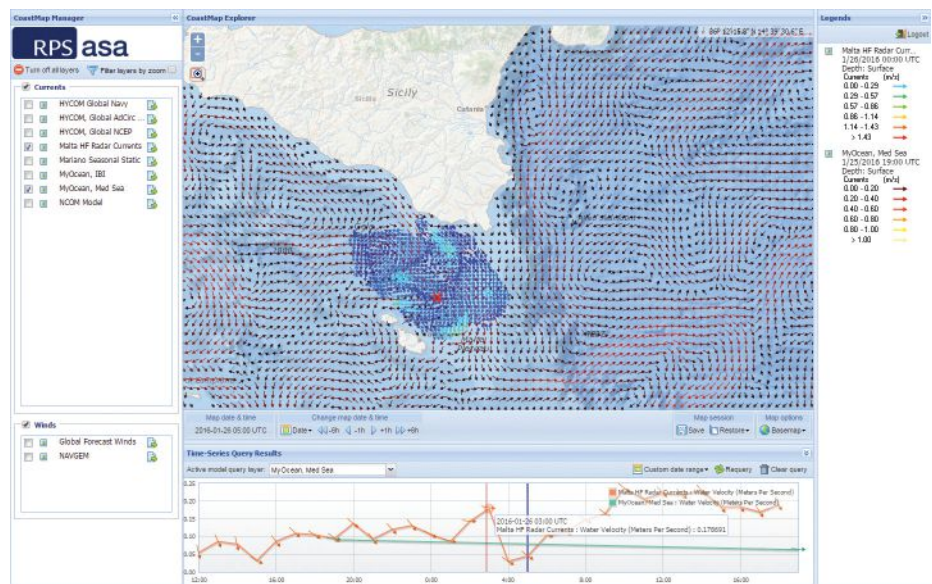 CoastMap Manager
RPS asa
Turn off all layers
Filter layers by zoom
Currents
HYCOM Global Navy
HYCOM, Global AdCirc ...
HYCOM, Global NCEP
Malta HF Radar Currents
Mariano Seasonal Static
MyOcean, IBI
MyOcean, Med Sea
NCOM Model
Winds
Global Forecast Winds
NAVGEM
CoastMap Explorer
Sicily
Sicily
Catania
Map date & time
Change map date & time
Map session
Map options
2016-01-26 05:00 UTC
Date
-6h
-1h
+1h
+6h
Save
Restore
Basemap
Time-Series Query Results
Active model query layer:
MyOcean, Med Sea
Custom date range
Requery
Clear query
Malta HF Radar Currents : Water Velocity (Meters Per Second)
MyOcean, Med Sea : Water Velocity (Meters Per Second)
2016-01-26 03:00 UTC
Malta HF Radar Currents : Water Velocity (Meters Per Second) : 0.178691
0.30
0.20
0.15
0.10
0.05
0.00
12:00
16:00
20:00
0:00
4:00
8:00
12:00
16:00
Legends
Logout
Malta HF Radar Curr...
1/26/2016 00:00 UTC
Depth: Surface
Currents (m/s)
0.00 - 0.29
0.29 - 0.57
0.57 - 0.86
0.86 - 1.14
1.14 - 1.43
> 1.43
MyOcean, Med Sea
1/25/2016 19:00 UTC
Depth: Surface
Currents (m/s)
0.00 - 0.20
0.20 - 0.40
0.40 - 0.60
0.60 - 0.80
0.80 - 1.00
> 1.00